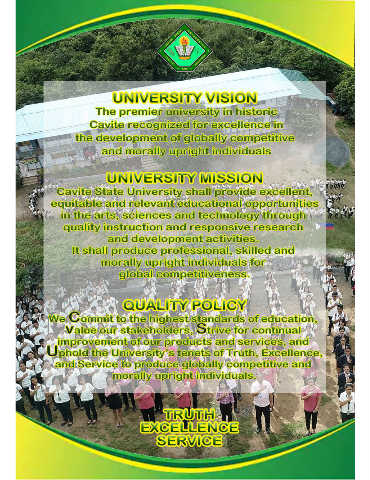 UNIVERSITY VISION
The premier university in historic
Cavite recognized for excellence in
the development of globally competitive
and morally upright individuals
UNIVERSITY MISSION
Cavite State University shall provide excellent,
equitable and relevant educational opportunities
in the arts, sciences and technology through
quality instruction and responsive research
and development activities.
It shall produce professional, skilled and
morally upright individuals for
global competitiveness.
QUALITY POLICY
We Commit to the highest standards of education,
Value our stakeholders, Strive for continual
improvement of our products and services, and
Uphold the University's tenets of Truth, Excellence,
and Service to produce globally competitive and
morally upright individuals.
TRUTH
EXCELLENCE
SERVICE